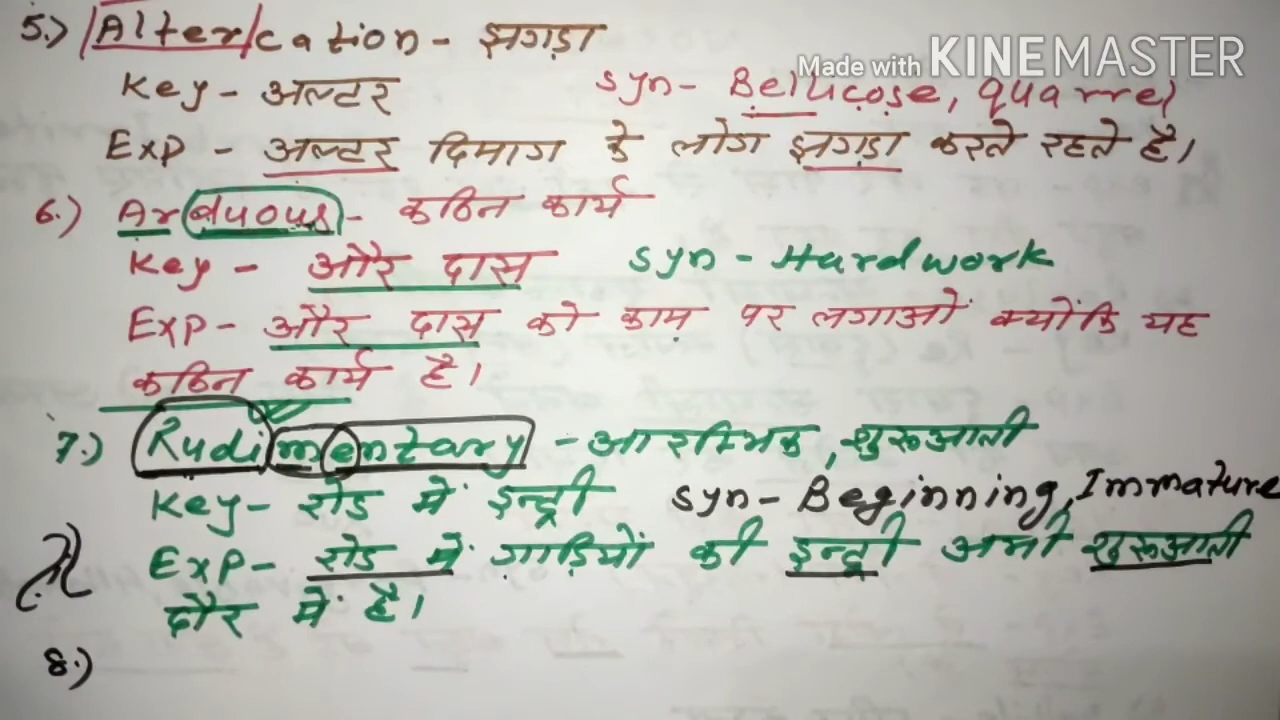 5.) Altercation - झगड़ा
Made with KINEMASTER
Key - अल्टर syn - Bellicose, quarrel
Exp - अल्टर दिमाग के लोग झगड़ा करते रहते है।
6.) Arduous - कठिन कार्य
Key - और दास syn - Hardwork
Exp - और दास को काम पर लगाओं क्योंकि यह
कठिन कार्य है।
7.) Rudimentary - आरम्भिक, शुरूआती
Key - रोड में इन्ट्री syn - Beginning, Immature
Exp - रोड में गाड़ियों की इन्ट्री अभी शुरूआती
दौर में है।
8.)